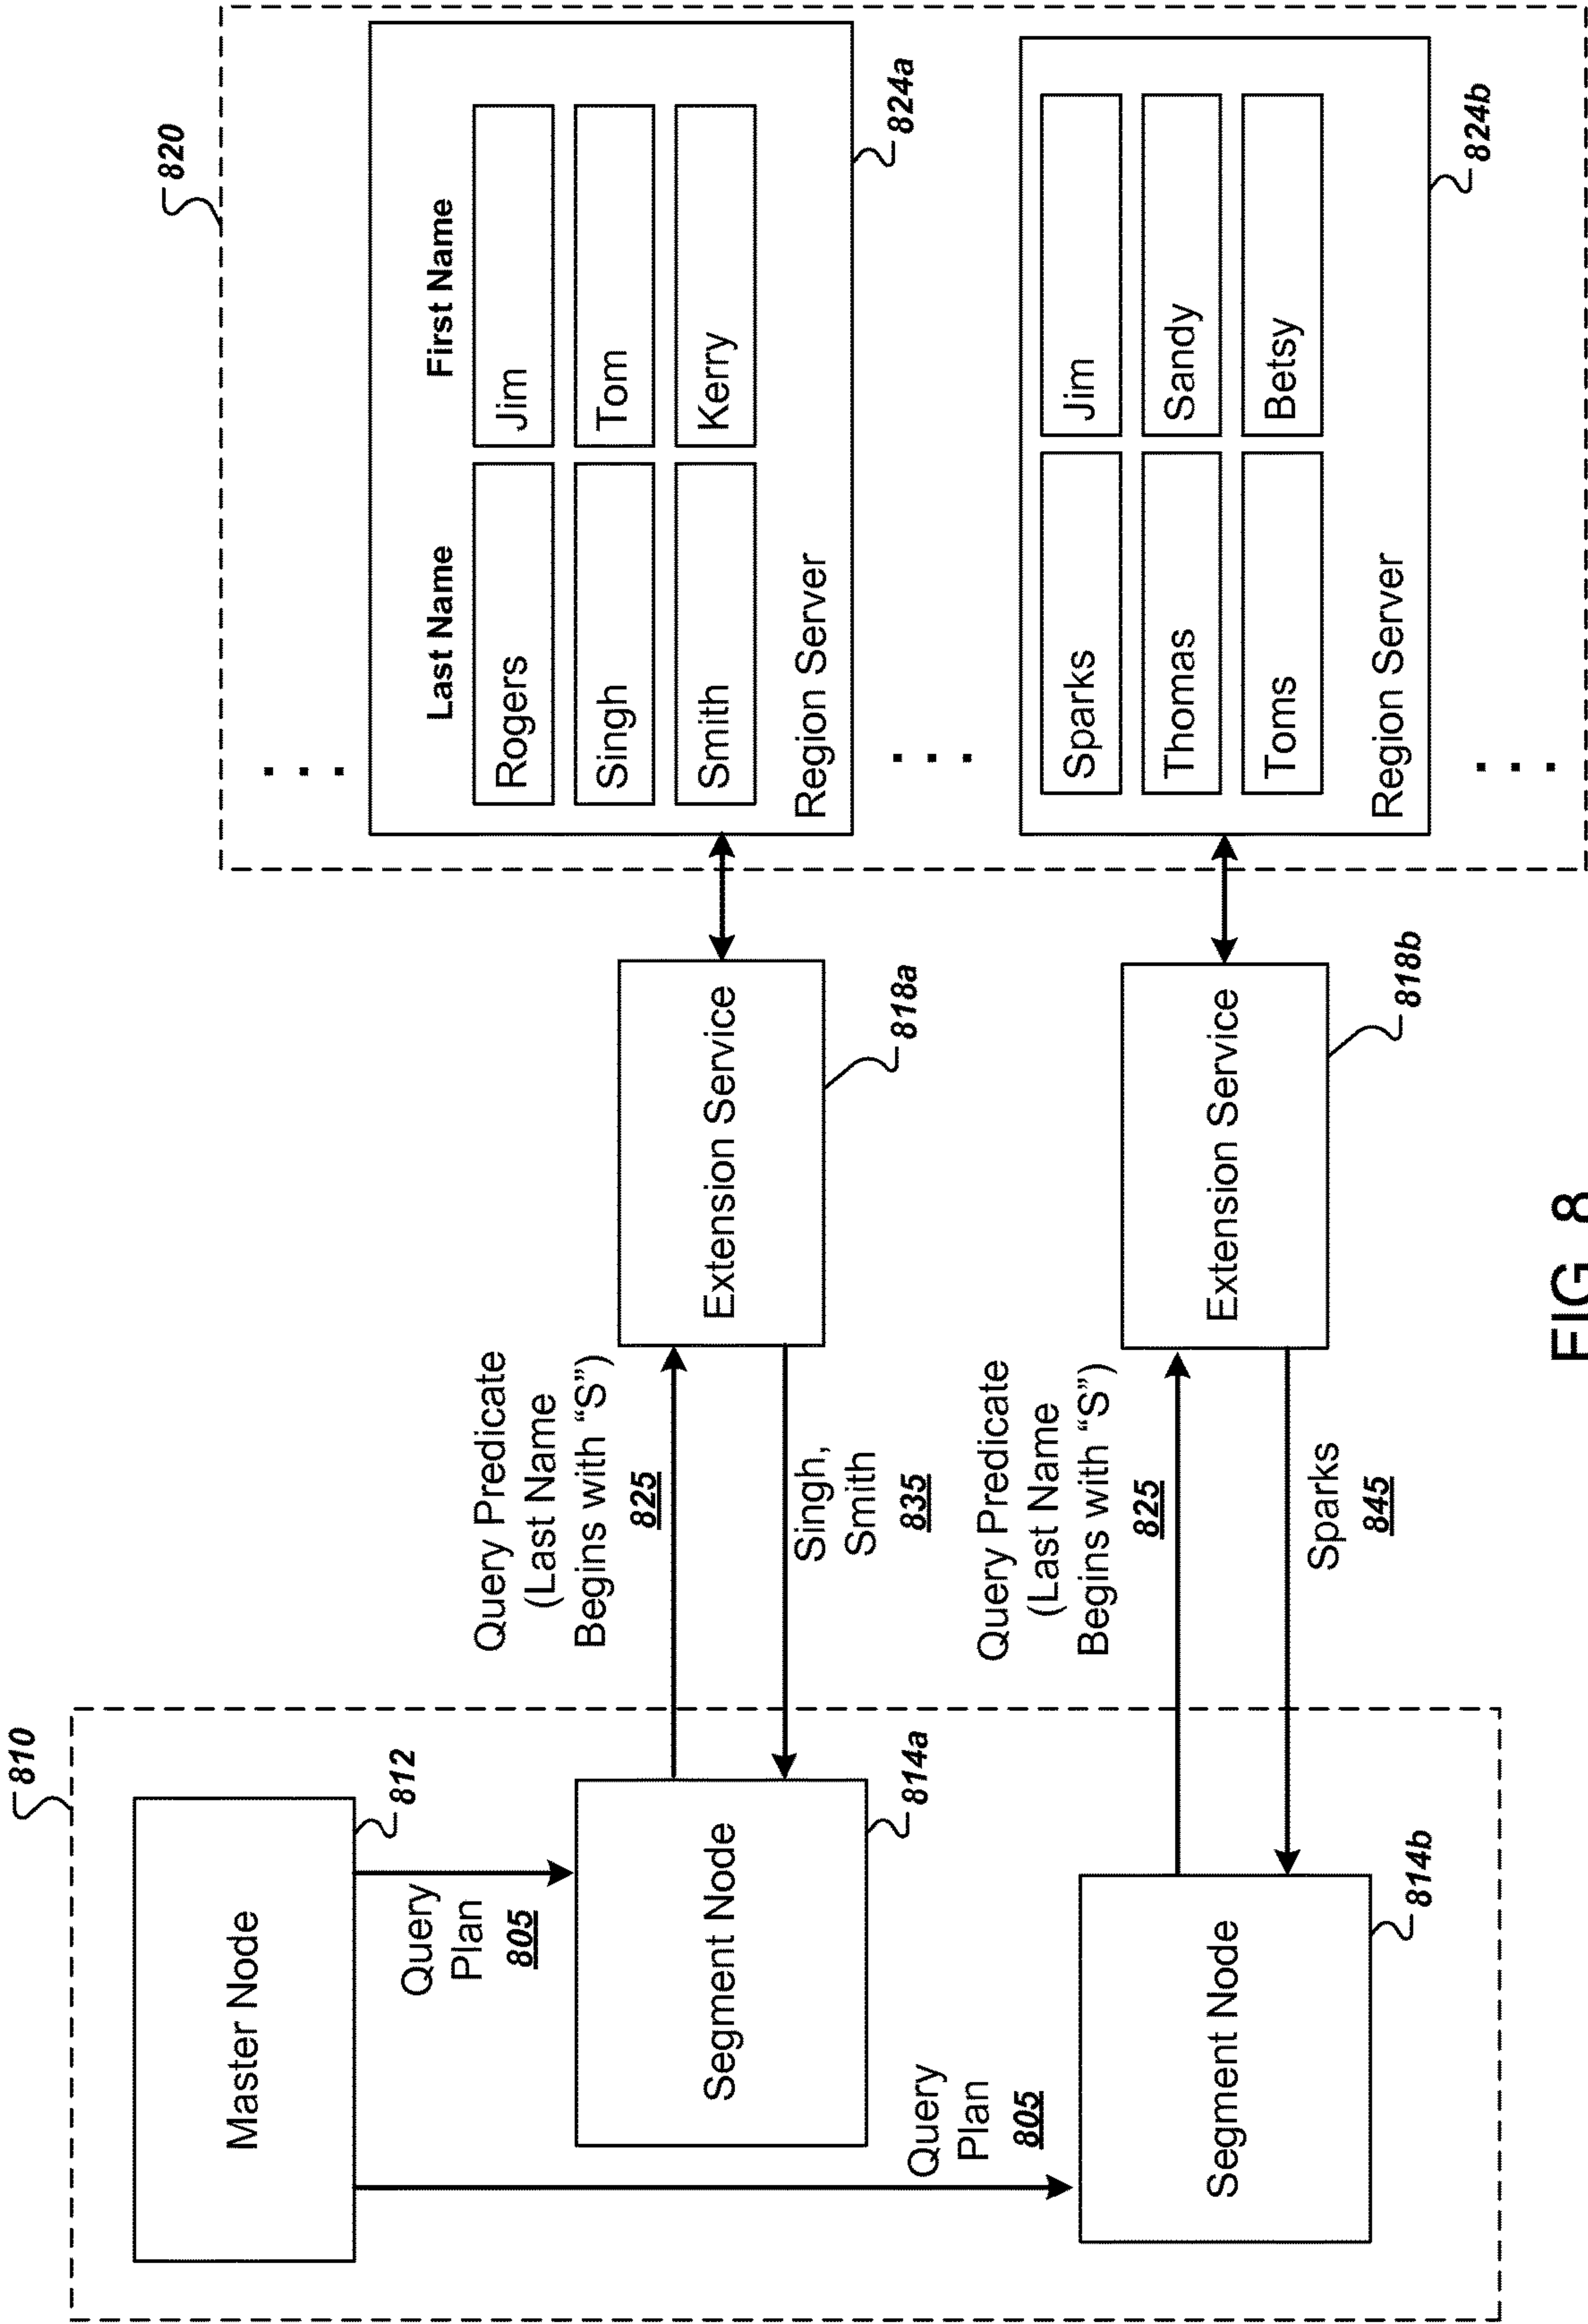 810
Master Node
812
Query
Plan
805
Segment Node
814a
Query
Plan
805
Segment Node
814b
Query Predicate
(Last Name
Begins with “S”)
825
Singh,
Smith
835
Query Predicate
(Last Name
Begins with “S”)
825
Sparks
845
Extension Service
818a
Extension Service
818b
820
Last Name First Name
Rogers Jim
Singh Tom
Smith Kerry
Region Server
824a
Sparks Jim
Thomas Sandy
Toms Betsy
Region Server
824b
FIG. 8